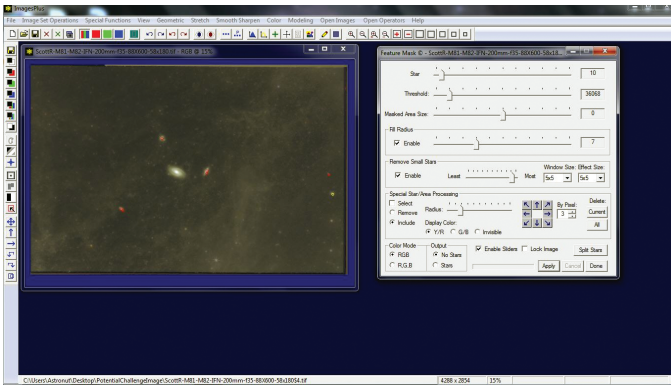 ImagesPlus
File Image Set Operations Special Functions View Geometric Stretch Smooth Sharpen Color Modeling Open Images Open Operators Help
ScottR-M81-M82-IFN-200mm-f35-88X600-58x180.tif - RGB @ 15%
Feature Mask © - ScottR-M81-M82-IFN-200mm-f35-88X600-58x18...
Star 10
Threshold: 36068
Masked Area Size: 0
Fill Radius
Enable 7
Remove Small Stars
Window Size: Effect Size:
Enable Least Most 5x5 5x5
Special Star/Area Processing
Select
Remove
Include
Radius:
By Pixel:
3
Delete:
Current
All
Display Color:
Y/R G/B Invisible
Color Mode
RGB
R,G,B
Output
No Stars
Stars
Enable Sliders Lock Image Split Stars
Apply Cancel Done
C:\Users\Astronut\Desktop\PotentialChallengeImage\ScottR-M81-M82-IFN-200mm-f35-88X600-58x180S4.tif
4288 x 2854 15%